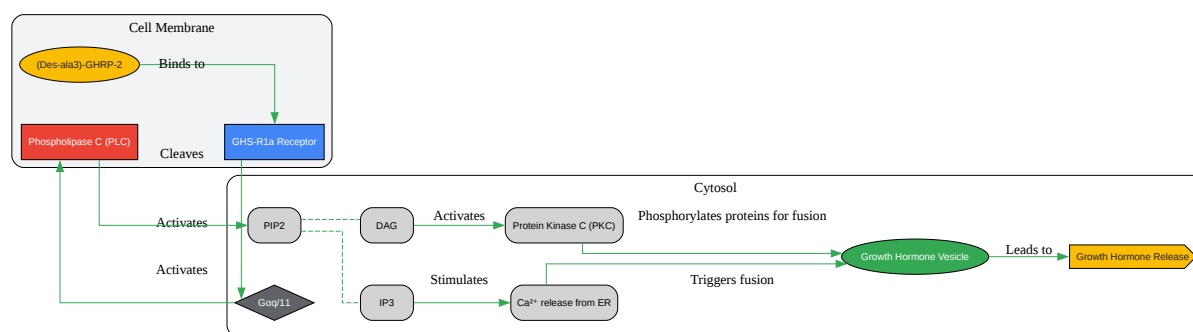 Cell Membrane
(Des-ala3)-GHRP-2
Binds to
Phospholipase C (PLC)
GHS-R1a Receptor
Cleaves
Cytosol
Activates
PIP2
DAG
Activates
Protein Kinase C (PKC)
Phosphorylates proteins for fusion
Growth Hormone Vesicle
Leads to
Growth Hormone Release
Activates
Gαq/11
IP3
Stimulates
Ca²⁺ release from ER
Triggers fusion